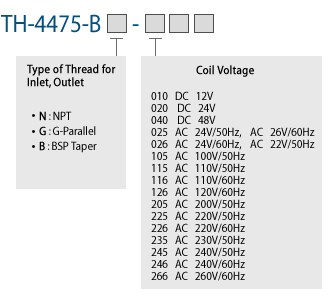 TH-4475-B □ - □ □ □
Type of Thread for
Inlet, Outlet
• N : NPT
• G : G-Parallel
• B : BSP Taper
Coil Voltage
010 DC 12V
020 DC 24V
040 DC 48V
025 AC 24V/50Hz, AC 26V/60Hz
026 AC 24V/60Hz, AC 22V/50Hz
105 AC 100V/50Hz
115 AC 110V/50Hz
116 AC 110V/60Hz
126 AC 120V/60Hz
205 AC 200V/50Hz
225 AC 220V/50Hz
226 AC 220V/60Hz
235 AC 230V/50Hz
245 AC 240V/50Hz
246 AC 240V/60Hz
266 AC 260V/60Hz